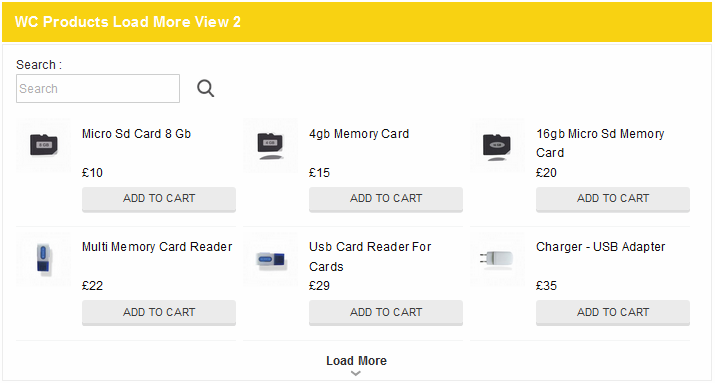 WC Products Load More View 2
Search :
Search
Micro Sd Card 8 Gb
£10
ADD TO CART
4gb Memory Card
£15
ADD TO CART
16gb Micro Sd Memory
Card
£20
ADD TO CART
Multi Memory Card Reader
£22
ADD TO CART
Usb Card Reader For
Cards
£29
ADD TO CART
Charger - USB Adapter
£35
ADD TO CART
Load More